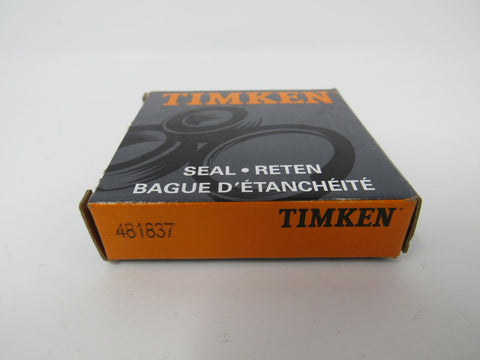 TIMKEN
SEAL • RETEN
BAGUE D'ÉTANCHÉITÉ
481837
TIMKEN